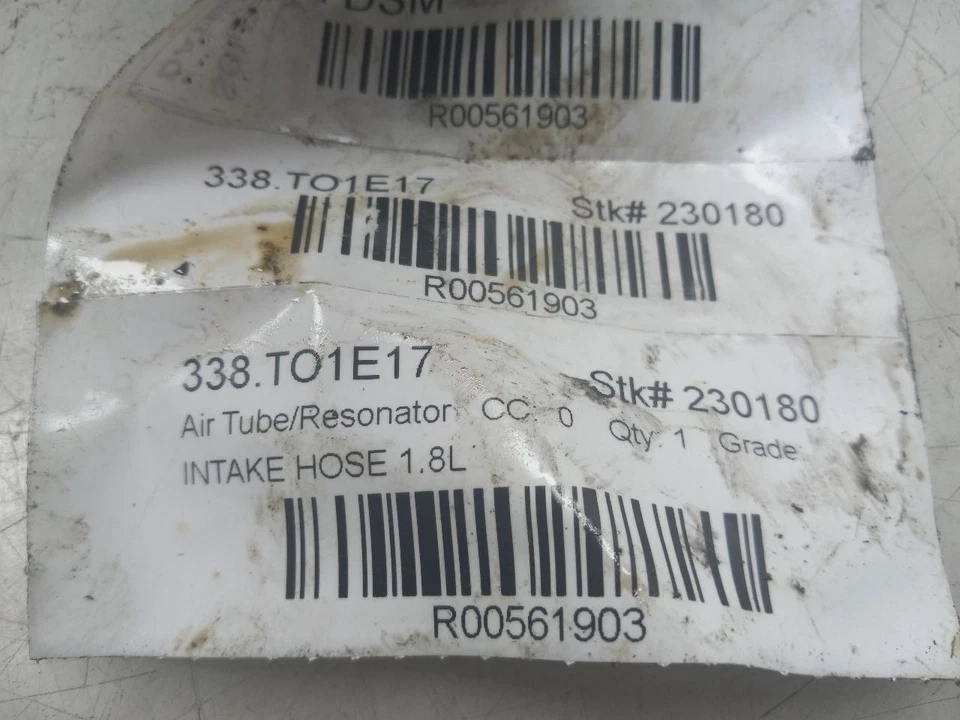 DSM
R00561903
338.TO1E17 Stk# 230180
R00561903
338.TO1E17 Stk# 230180
Air Tube/Resonator CC: 0 Qty: 1 Grade:
INTAKE HOSE 1.8L
R00561903